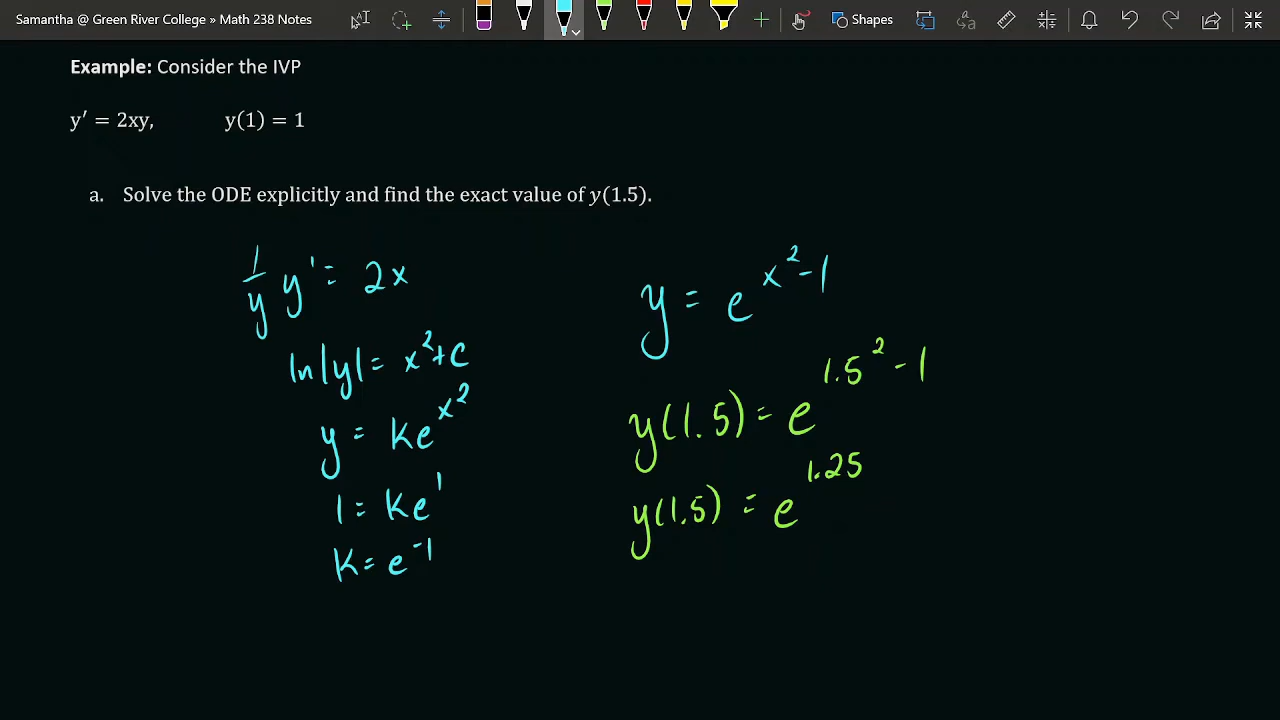 Samantha @ Green River College » Math 238 Notes
Shapes
Example: Consider the IVP
y′ = 2xy, y(1) = 1
a. Solve the ODE explicitly and find the exact value of y(1.5).
1/y y' = 2x
ln|y| = x²+c
y = ke^x²
1 = ke^1
k = e^-1
y = e^x²-1
y(1.5) = e^1.5²-1
y(1.5) = e^1.25